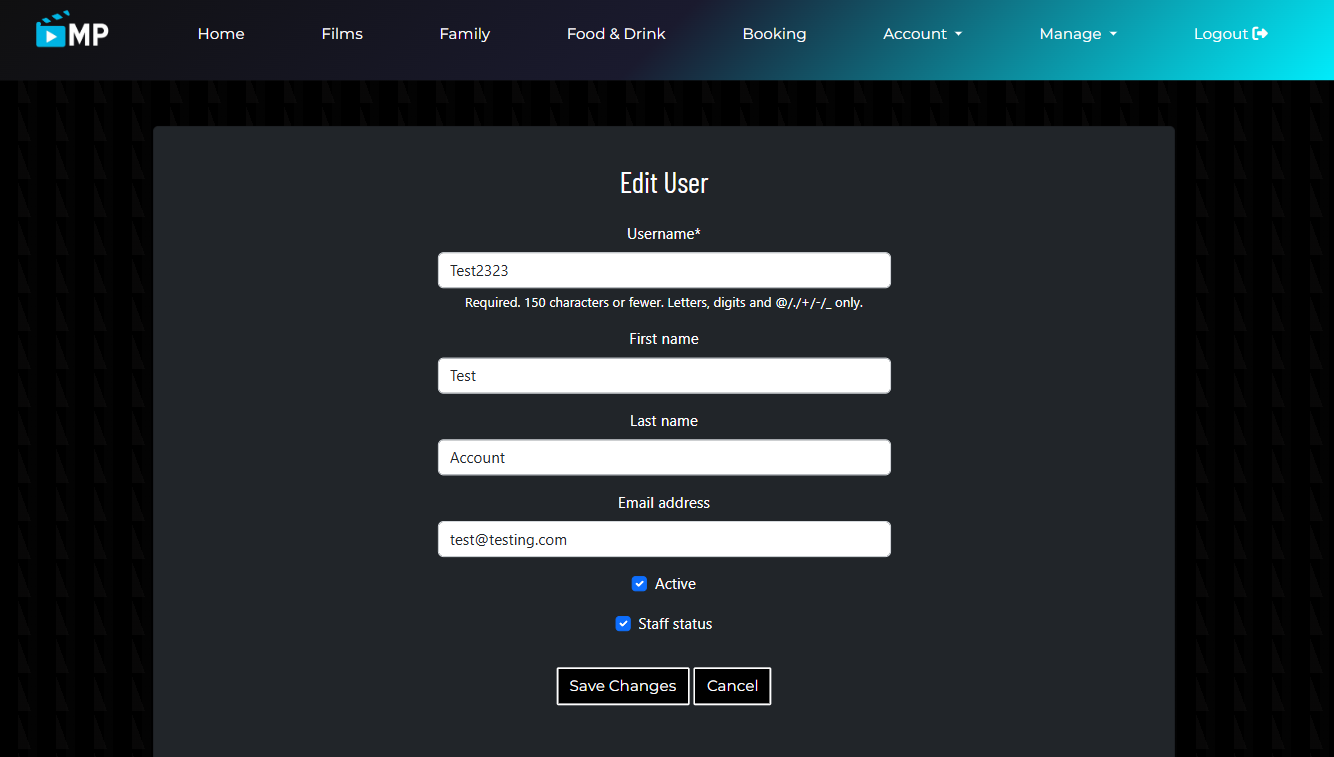 MP Home Films Family Food & Drink Booking Account Manage Logout
Edit User
Username*
Test2323
Required. 150 characters or fewer. Letters, digits and @/./+/-/_ only.
First name
Test
Last name
Account
Email address
test@testing.com
Active
Staff status
Save Changes Cancel